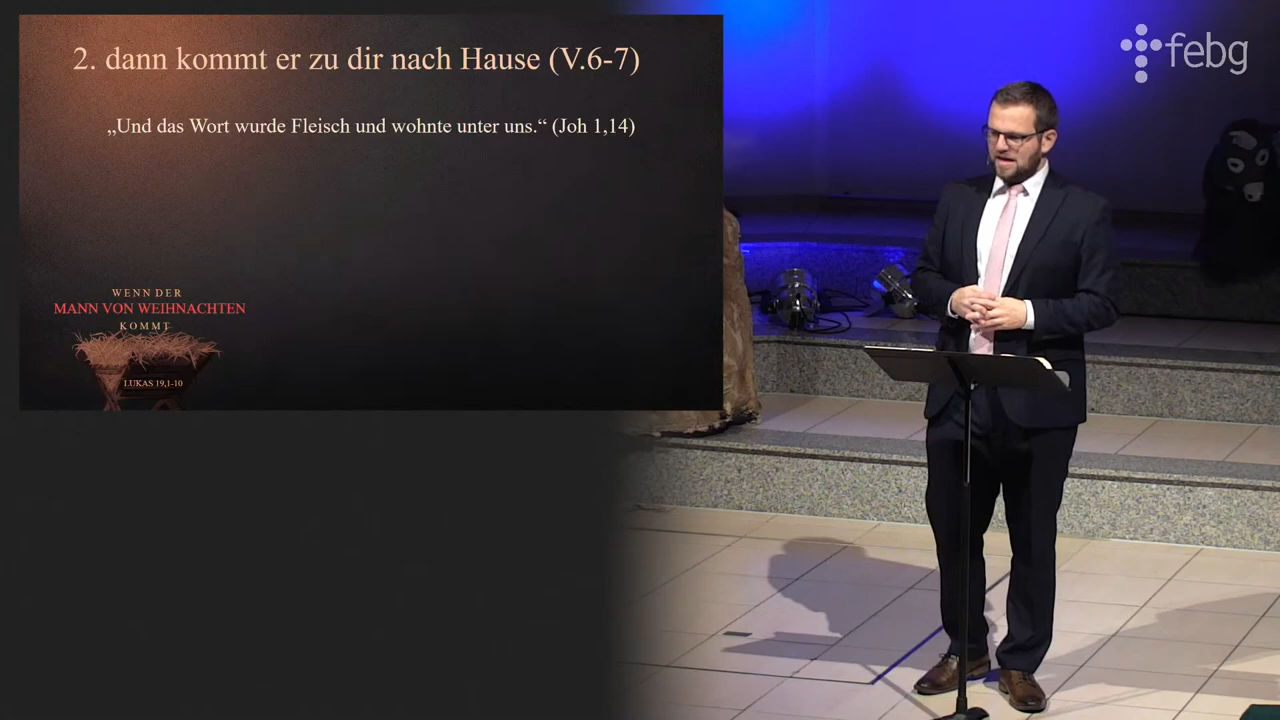 2. dann kommt er zu dir nach Hause (V.6-7)
„Und das Wort wurde Fleisch und wohnte unter uns.“ (Joh 1,14)
WENN DER
MANN VON WEIHNACHTEN
KOMMT
LUKAS 19,1-10
febg